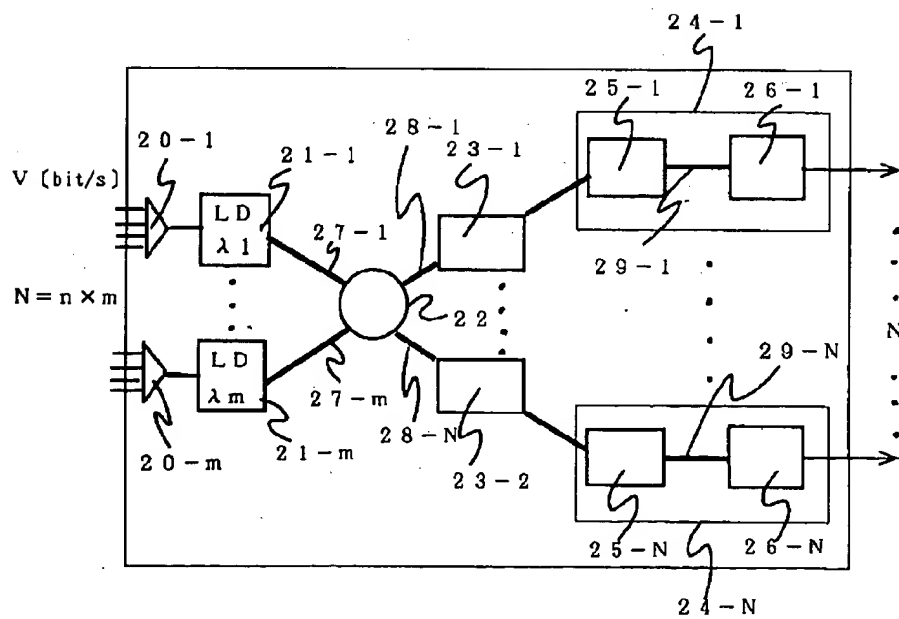 24-1
25-1
26-1
28-1
20-1
23-1
21-1
V [bit/s]
LD
λ1
27-1
29-1
N=n×m
22
N
LD
λm
29-N
27-m
28-N
20-m
21-m
23-2
25-N
26-N
24-N